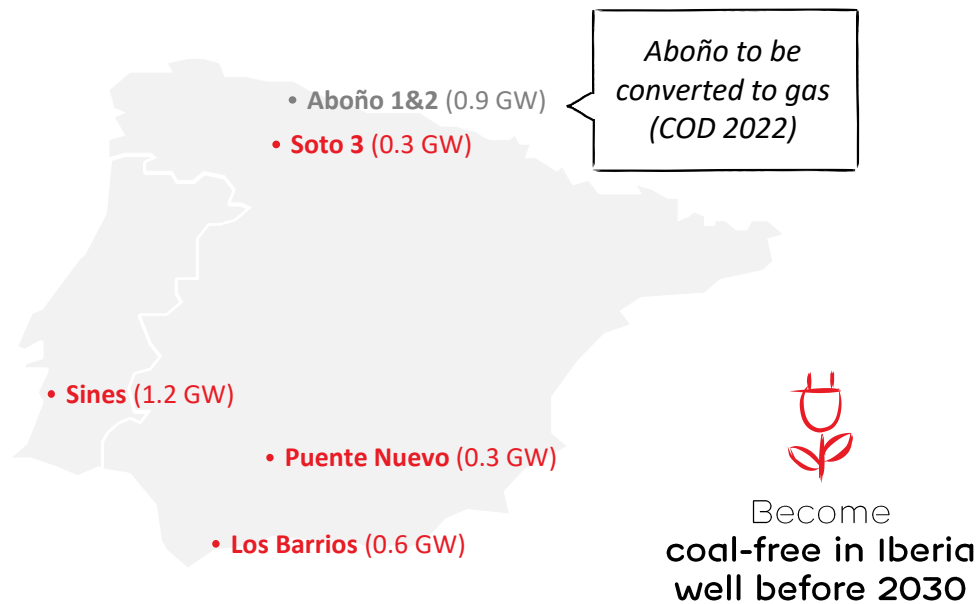 • Aboño 1&2 (0.9 GW)
Aboño to be
converted to gas
(COD 2022)
• Soto 3 (0.3 GW)
• Sines (1.2 GW)
• Puente Nuevo (0.3 GW)
• Los Barrios (0.6 GW)
Become
coal-free in Iberia
well before 2030